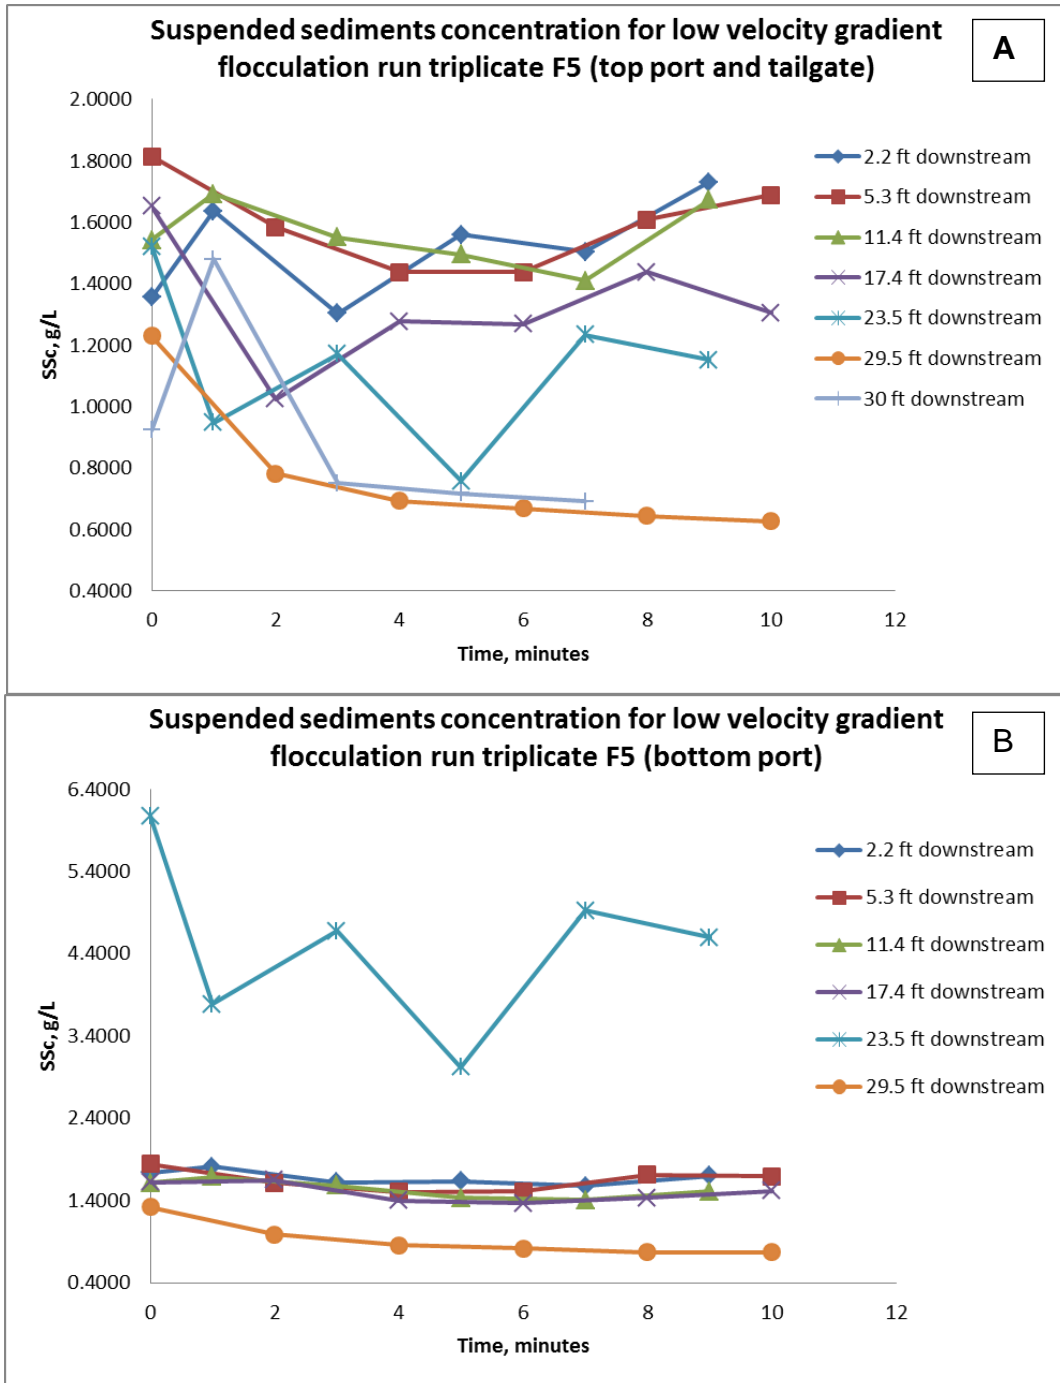 Suspended sediments concentration for low velocity gradient
flocculation run triplicate F5 (top port and tailgate)
A
2.0000
1.8000
1.6000
1.4000
1.2000
1.0000
0.8000
0.6000
0.4000
SSc, g/L
0 2 4 6 8 10 12
Time, minutes
2.2 ft downstream
5.3 ft downstream
11.4 ft downstream
17.4 ft downstream
23.5 ft downstream
29.5 ft downstream
30 ft downstream
Suspended sediments concentration for low velocity gradient
flocculation run triplicate F5 (bottom port)
B
6.4000
5.4000
4.4000
3.4000
2.4000
1.4000
0.4000
SSc, g/L
0 2 4 6 8 10 12
Time, minutes
2.2 ft downstream
5.3 ft downstream
11.4 ft downstream
17.4 ft downstream
23.5 ft downstream
29.5 ft downstream